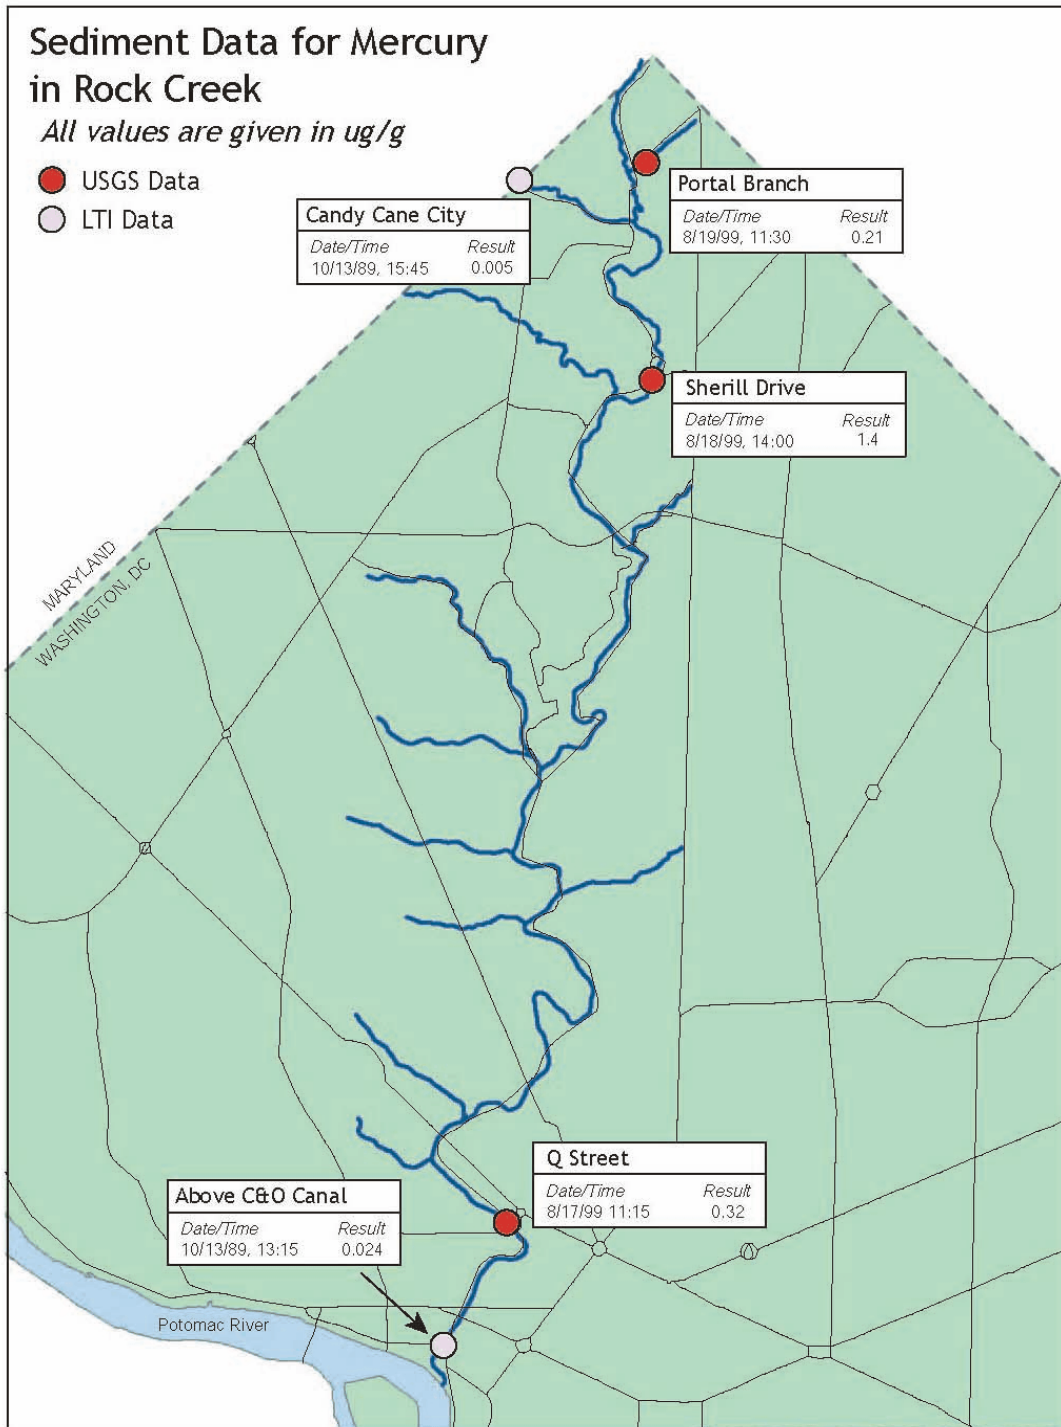 Sediment Data for Mercury
in Rock Creek
All values are given in ug/g
USGS Data
LTI Data
Portal Branch
Date/Time Result
8/19/99, 11:30 0.21
Candy Cane City
Date/Time Result
10/13/89, 15:45 0.005
Sherill Drive
Date/Time Result
8/18/99, 14:00 1.4
MARYLAND
WASHINGTON, DC
Q Street
Date/Time Result
8/17/99 11:15 0.32
Above C&O Canal
Date/Time Result
10/13/89, 13:15 0.024
Potomac River